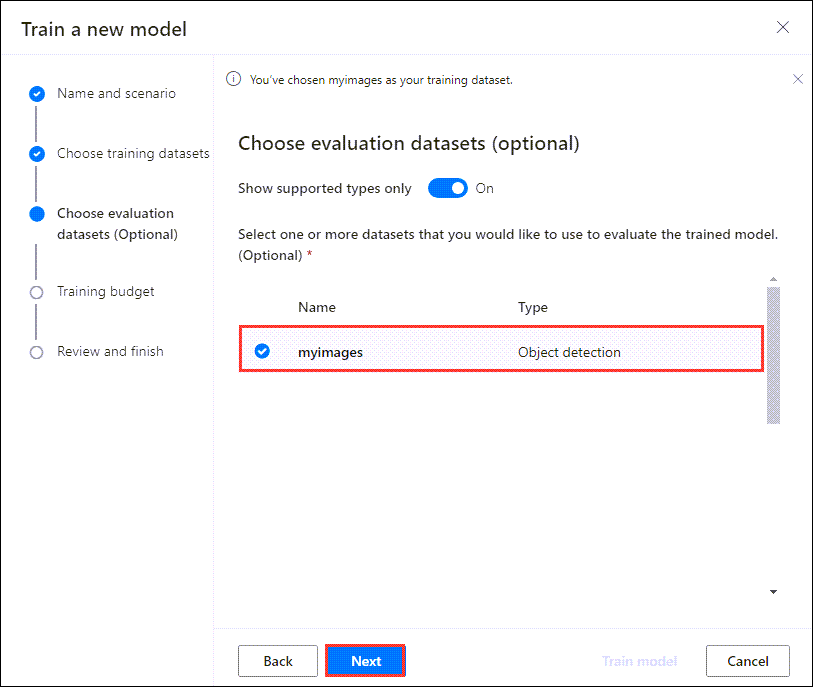 Train a new model
Name and scenario
Choose training datasets
Choose evaluation
datasets (Optional)
Training budget
Review and finish
You've chosen myimages as your training dataset.
Choose evaluation datasets (optional)
Show supported types only On
Select one or more datasets that you would like to use to evaluate the trained model.
(Optional) *
Name Type
myimages Object detection
Back Next Train model Cancel